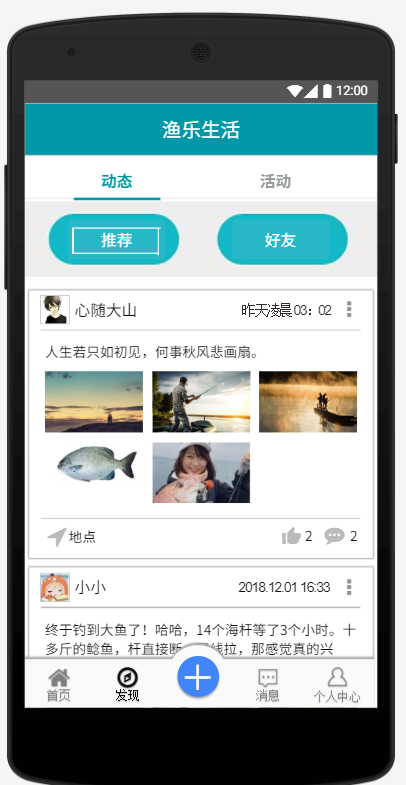 12:00
渔乐生活
动态 活动
推荐 好友
心随大山 昨天凌晨03：02
人生若只如初见，何事秋风悲画扇。
地点 2 2
小小 2018.12.01 16:33
终于钓到大鱼了！哈哈，14个海杆等了3个小时。十
多斤的鲶鱼，杆直接断 线拉，那感觉真的兴
首页 发现 消息 个人中心